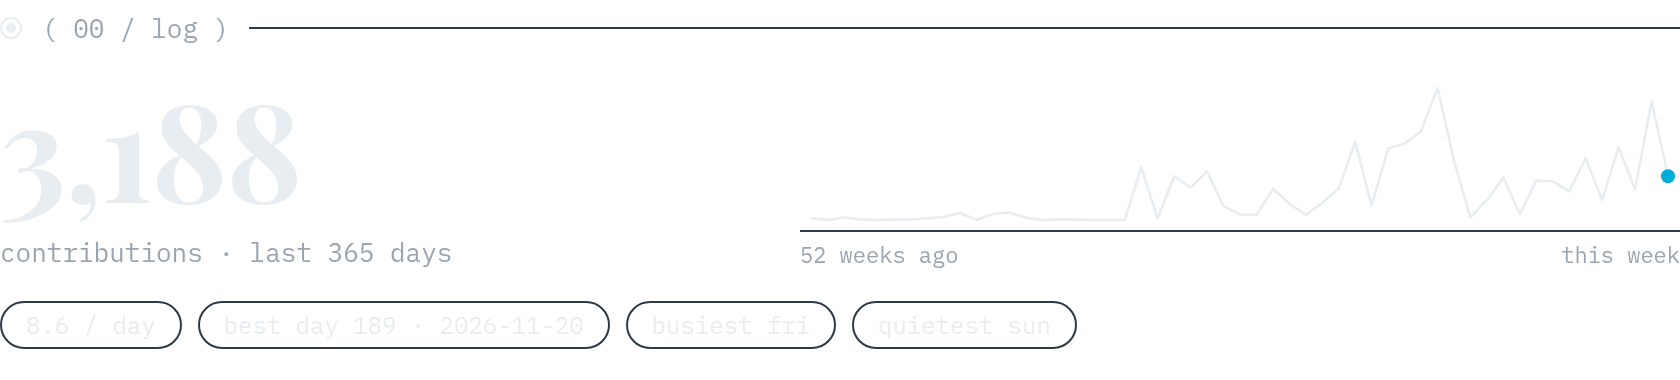 ( 00 / log )
3,188
contributions · last 365 days
52 weeks ago
this week
8.6 / day
best day 189 · 2026-11-20
busiest fri
quietest sun